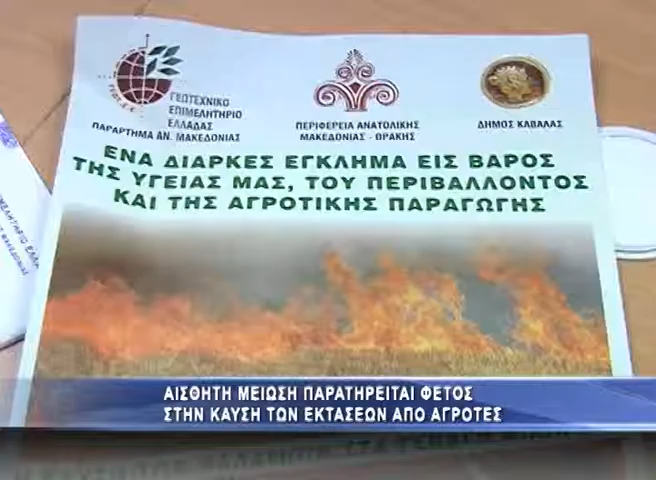 ΓΕΩΤΕΧΝΙΚΟ
ΕΠΙΜΕΛΗΤΗΡΙΟ
ΕΛΛΑΔΑΣ
ΠΑΡΑΡΤΗΜΑ ΑΝ. ΜΑΚΕΔΟΝΙΑΣ
ΠΕΡΙΦΕΡΕΙΑ ΑΝΑΤΟΛΙΚΗΣ
ΜΑΚΕΔΟΝΙΑΣ - ΘΡΑΚΗΣ
ΔΗΜΟΣ ΚΑΒΑΛΑΣ
ΕΝΑ ΔΙΑΡΚΕΣ ΕΓΚΛΗΜΑ ΕΙΣ ΒΑΡΟΣ
ΤΗΣ ΥΓΕΙΑΣ ΜΑΣ, ΤΟΥ ΠΕΡΙΒΑΛΛΟΝΤΟΣ
ΚΑΙ ΤΗΣ ΑΓΡΟΤΙΚΗΣ ΠΑΡΑΓΩΓΗΣ
ΑΙΣΘΗΤΗ ΜΕΙΩΣΗ ΠΑΡΑΤΗΡΕΙΤΑΙ ΦΕΤΟΣ
ΣΤΗΝ ΚΑΥΣΗ ΤΩΝ ΕΚΤΑΣΕΩΝ ΑΠΟ ΑΓΡΟΤΕΣ